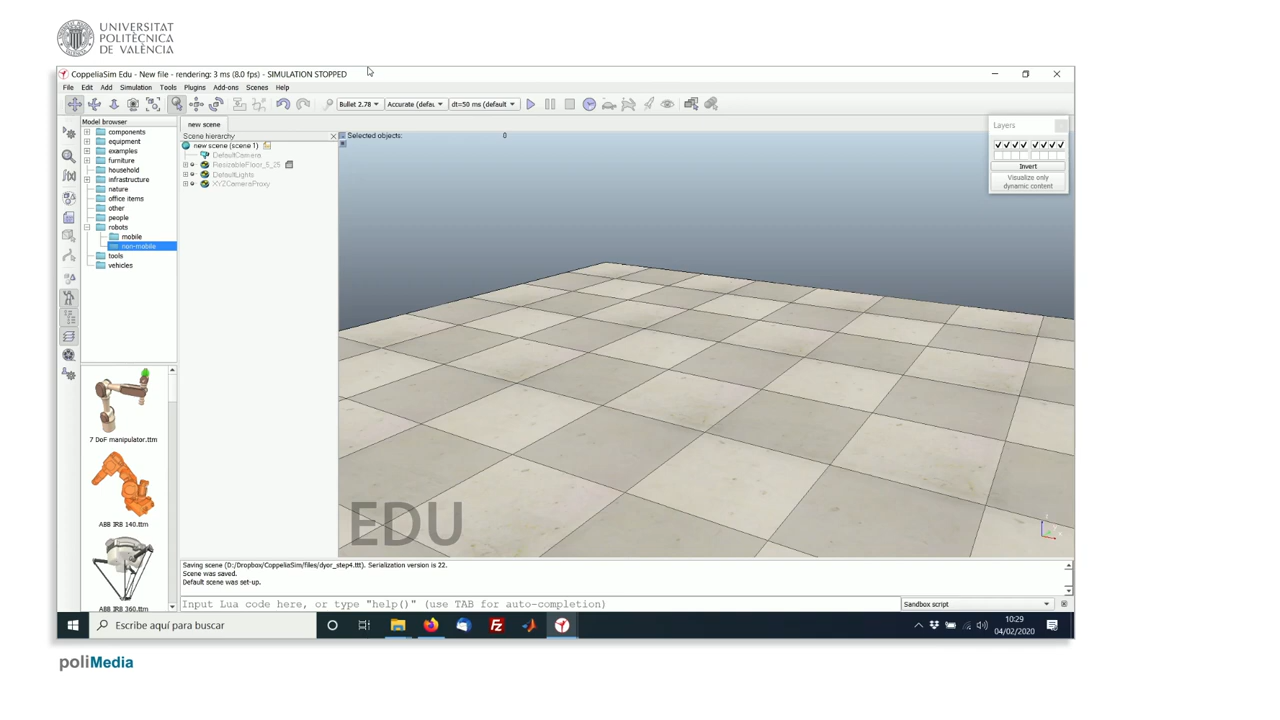 UNIVERSITAT
POLITÈCNICA
DE VALÈNCIA
CoppeliaSim Edu - New file - rendering: 3 ms (8.0 fps) - SIMULATION STOPPED
File Edit Add Simulation Tools Plugins Add-ons Scenes Help
Bullet 2.78 Accurate (defau dt=50 ms (default
Model browser
components
equipment
examples
furniture
household
infrastructure
nature
office items
other
people
robots
mobile
non-mobile
tools
vehicles
7 DoF manipulator.ttm
ABB IRB 140.ttm
ABB IRB 360.ttm
new scene
Scene hierarchy
new scene (scene 1)
DefaultCamera
ResizableFloor_5_25
DefaultLights
XYZCameraProxy
Selected objects: 0
Layers
Invert
Visualize only
dynamic content
EDU
Saving scene (D:/Dropbox/CoppeliaSim/files/dyor_step4.ttt). Serialization version is 22.
Scene was saved.
Default scene was set-up.
Input Lua code here, or type "help()" (use TAB for auto-completion)
Sandbox script
Escribe aquí para buscar
10:29
04/02/2020
poliMedia